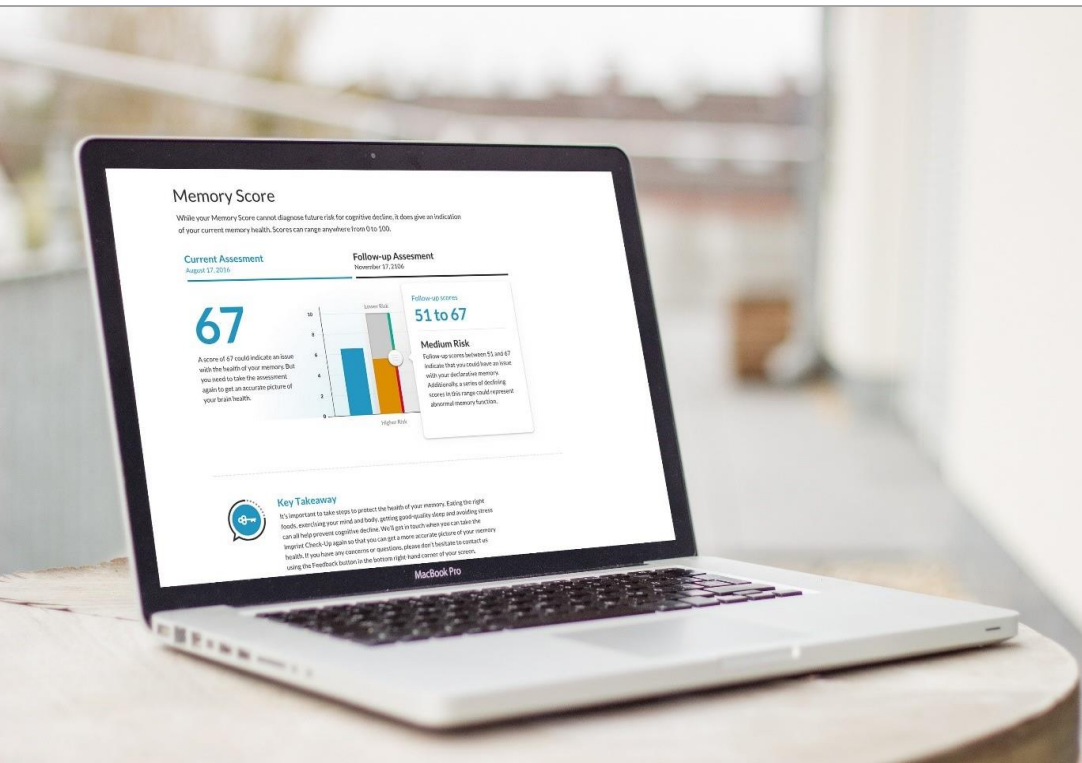 Memory Score
While your Memory Score cannot diagnose future risk for cognitive decline, it does give an indication
of your current memory health. Scores can range anywhere from 0 to 100.
Current Assesment
August 17, 2016
Follow-up Assesment
November 17, 2106
67
A score of 67 could indicate an issue
with the health of your memory. But
you need to take the assessment
again to get an accurate picture of
your brain health.
Lower Risk
10
8
6
4
2
0
Higher Risk
Follow-up scores
51 to 67
Medium Risk
Follow-up scores between 51 and 67
indicate that you could have an issue
with your declarative memory.
Additionally, a series of declining
scores in this range could represent
abnormal memory function.
Key Takeaway
It's important to take steps to protect the health of your memory. Eating the right
foods, exercising your mind and body, getting good-quality sleep and avoiding stress
can all help prevent cognitive decline. We'll get in touch when you can take the
Imprint Check-Up again so that you can get a more accurate picture of your memory
health. If you have any concerns or questions, please don't hesitate to contact us
using the Feedback button in the bottom right-hand corner of your screen.
MacBook Pro